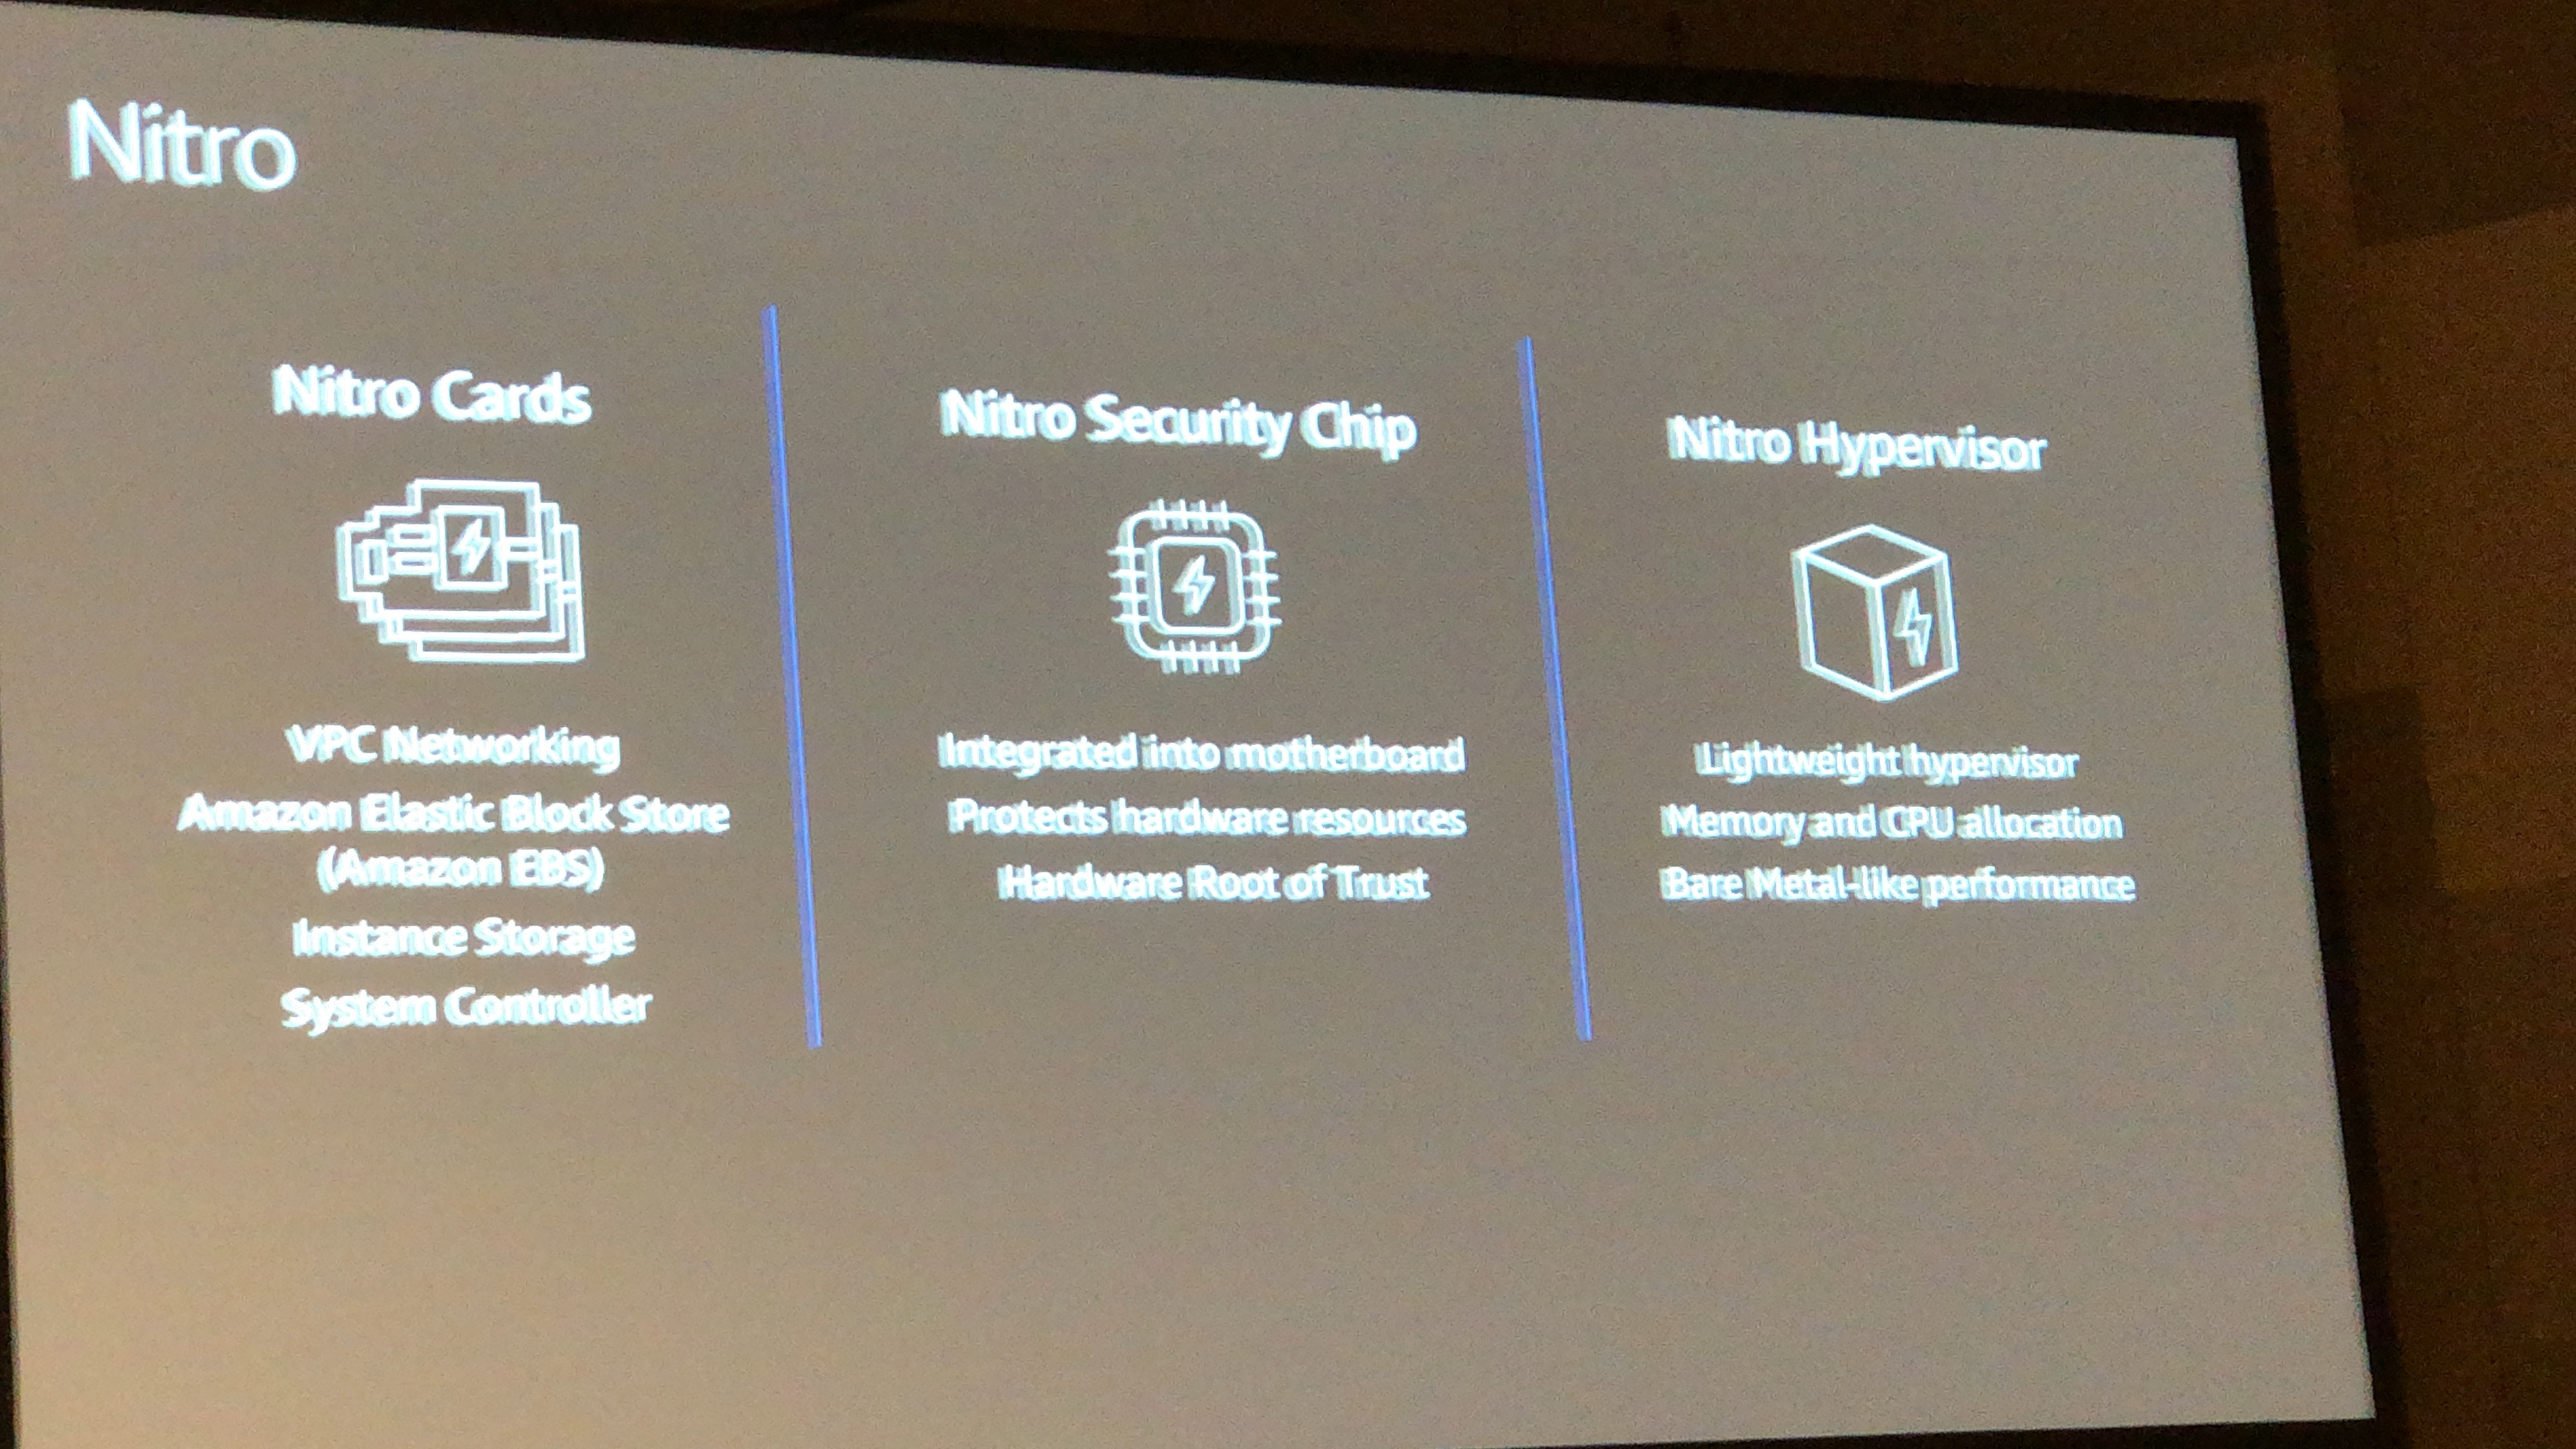 Nitro
Nitro Cards
VPC Networking
Amazon Elastic Block Store
(Amazon EBS)
Instance Storage
System Controller
Nitro Security Chip
Integrated into motherboard
Protects hardware resources
Hardware Root of Trust
Nitro Hypervisor
Lightweight hypervisor
Memory and CPU allocation
Bare Metal-like performance